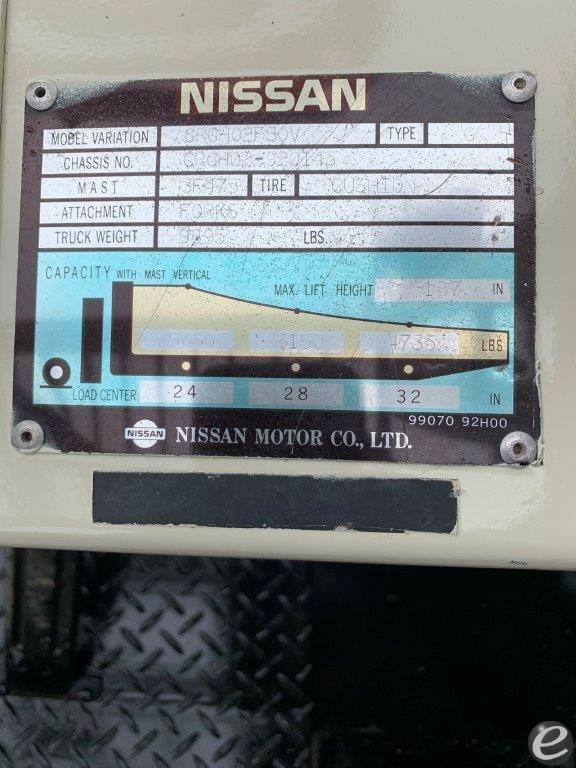 NISSAN
MODEL VARIATION TYPE
CHASSIS NO.
MAST TIRE CUSHION
ATTACHMENT FORKS
TRUCK WEIGHT LBS.
CAPACITY WITH MAST VERTICAL
MAX. LIFT HEIGHT 187 IN
5150 LBS
LOAD CENTER 24 28 32 IN
99070 92H00
NISSAN NISSAN MOTOR CO., LTD.
e